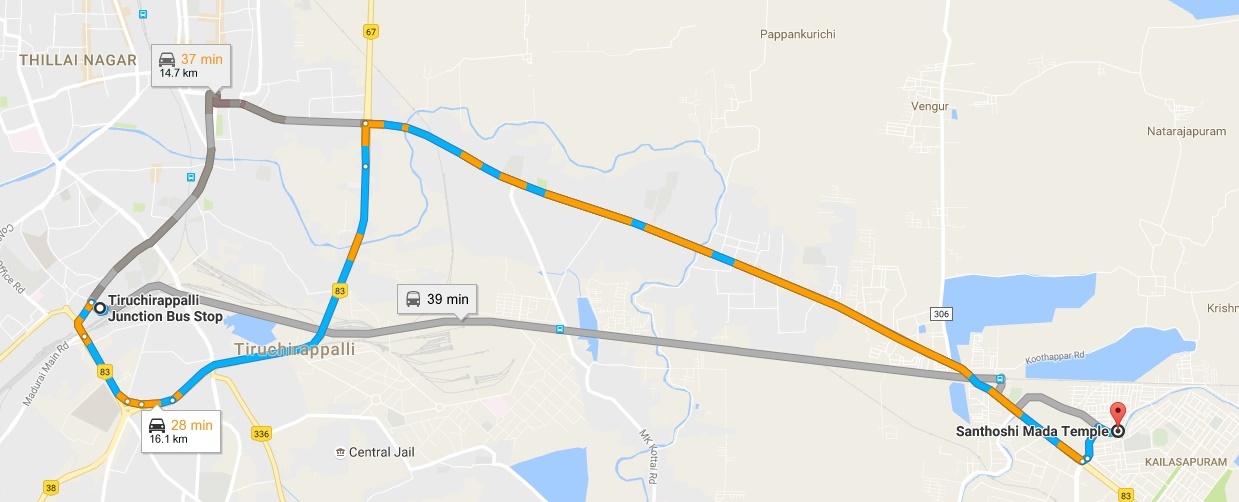 67
Pappankurichi
THILLAI NAGAR
37 min
14.7 km
Vengur
Natarajapuram
Office Rd
Tiruchirappalli
Junction Bus Stop
83
39 min
306
Krishn
Madurai Main Rd
Tiruchirappalli
Koothappar Rd
83
28 min
16.1 km
336
Central Jail
MK Kottai Rd
Santhoshi Mada Temple
KAILASAPURAM
38
83